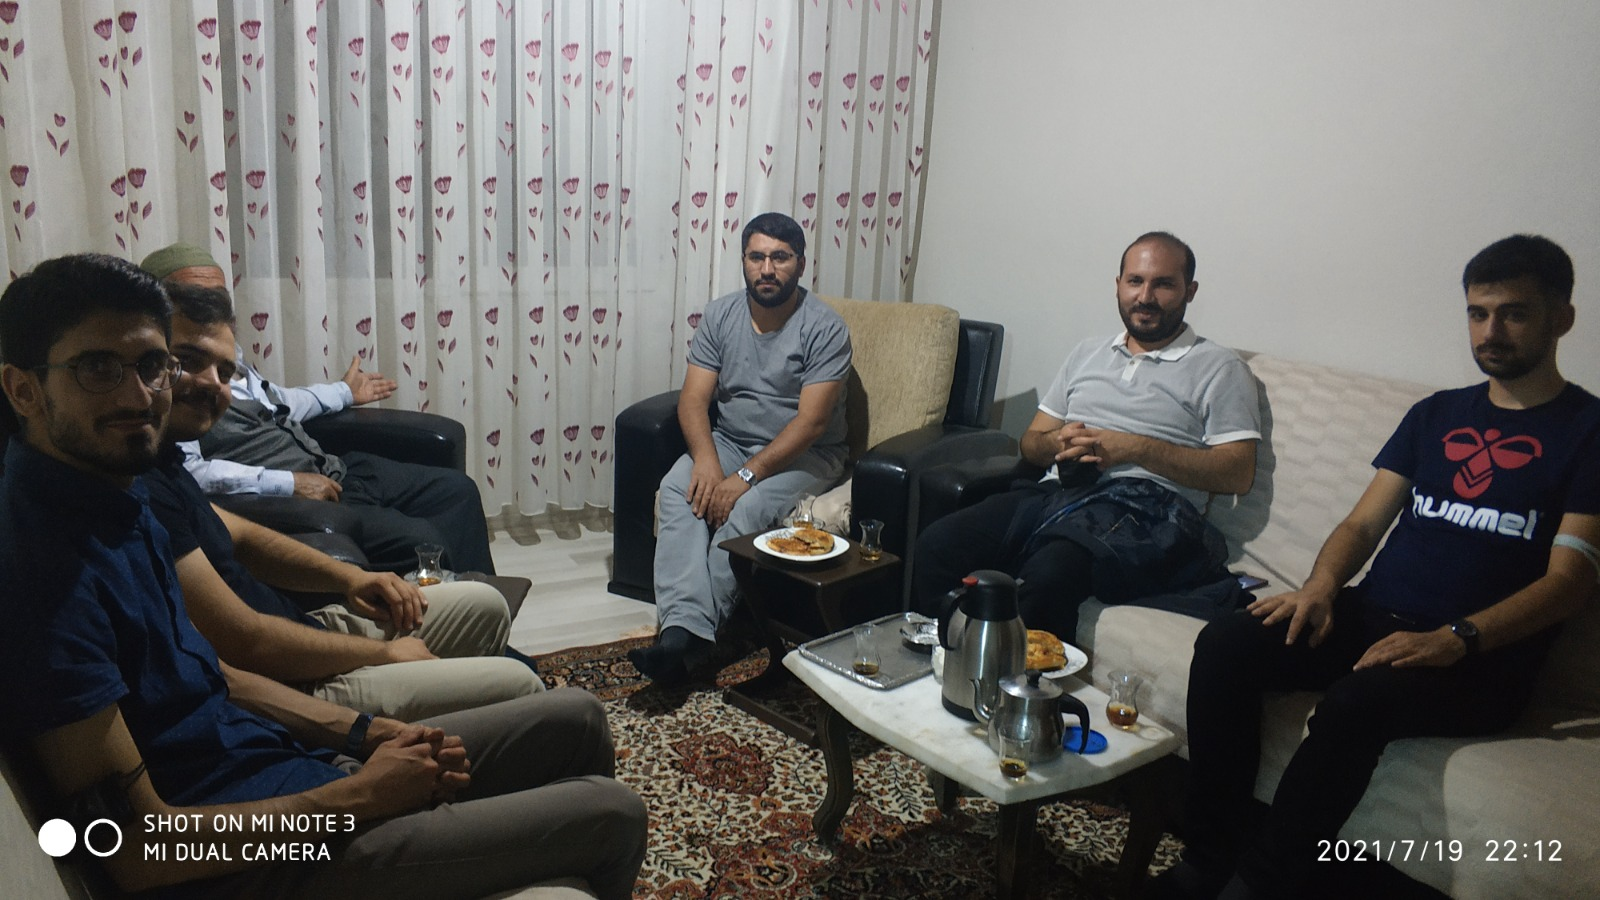 hummel
SHOT ON MI NOTE 3
MI DUAL CAMERA
2021/7/19 22:12